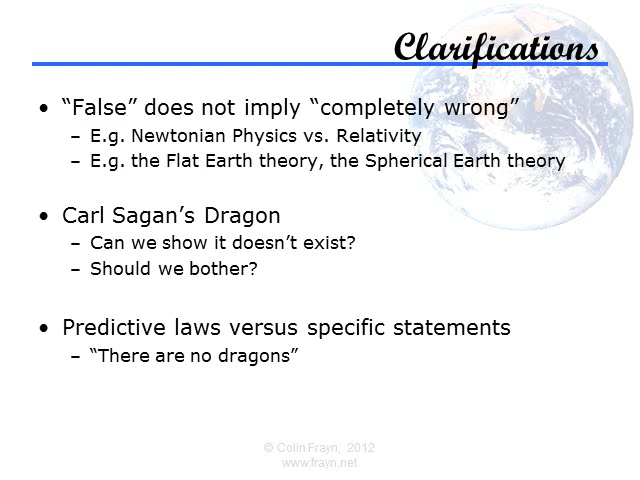 Clarifications
• “False” does not imply “completely wrong”
– E.g. Newtonian Physics vs. Relativity
– E.g. the Flat Earth theory, the Spherical Earth theory
• Carl Sagan’s Dragon
– Can we show it doesn’t exist?
– Should we bother?
• Predictive laws versus specific statements
– “There are no dragons”
© Colin Frayn, 2012
www.frayn.net